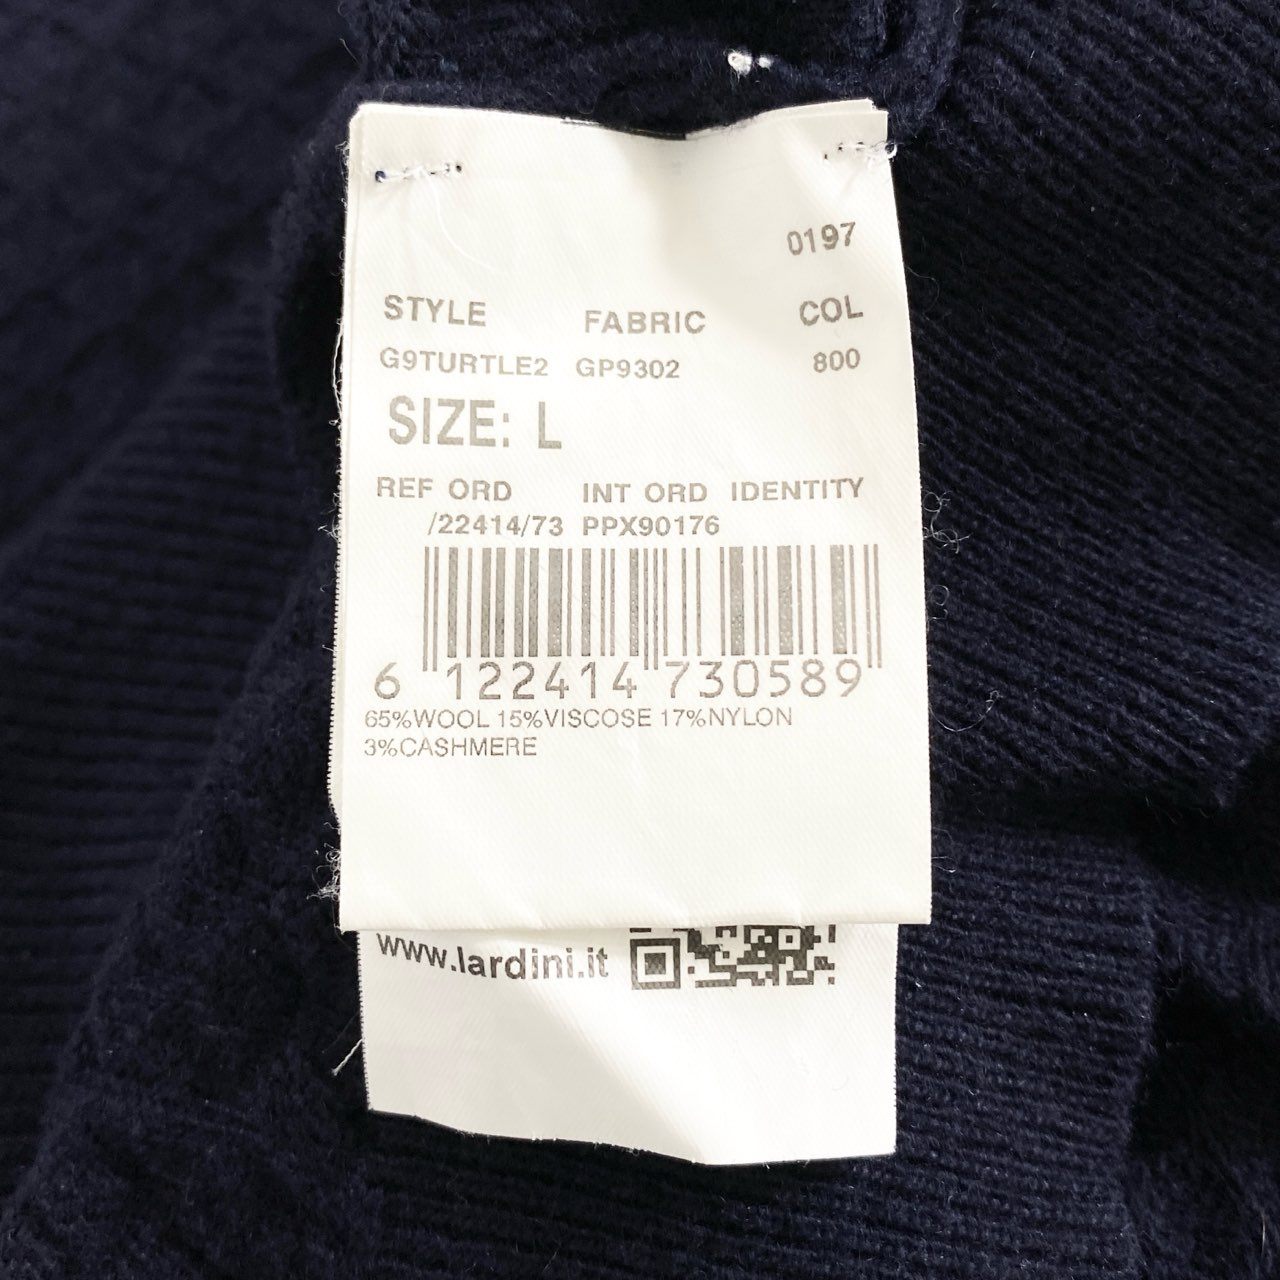 0197
STYLE FABRIC COL
G9TURTLE2 GP9302 800
SIZE: L
REF ORD INT ORD IDENTITY
/22414/73 PPX90176
6 122414 730589
65%WOOL 15%VISCOSE 17%NYLON
3%CASHMERE
www.lardini.it